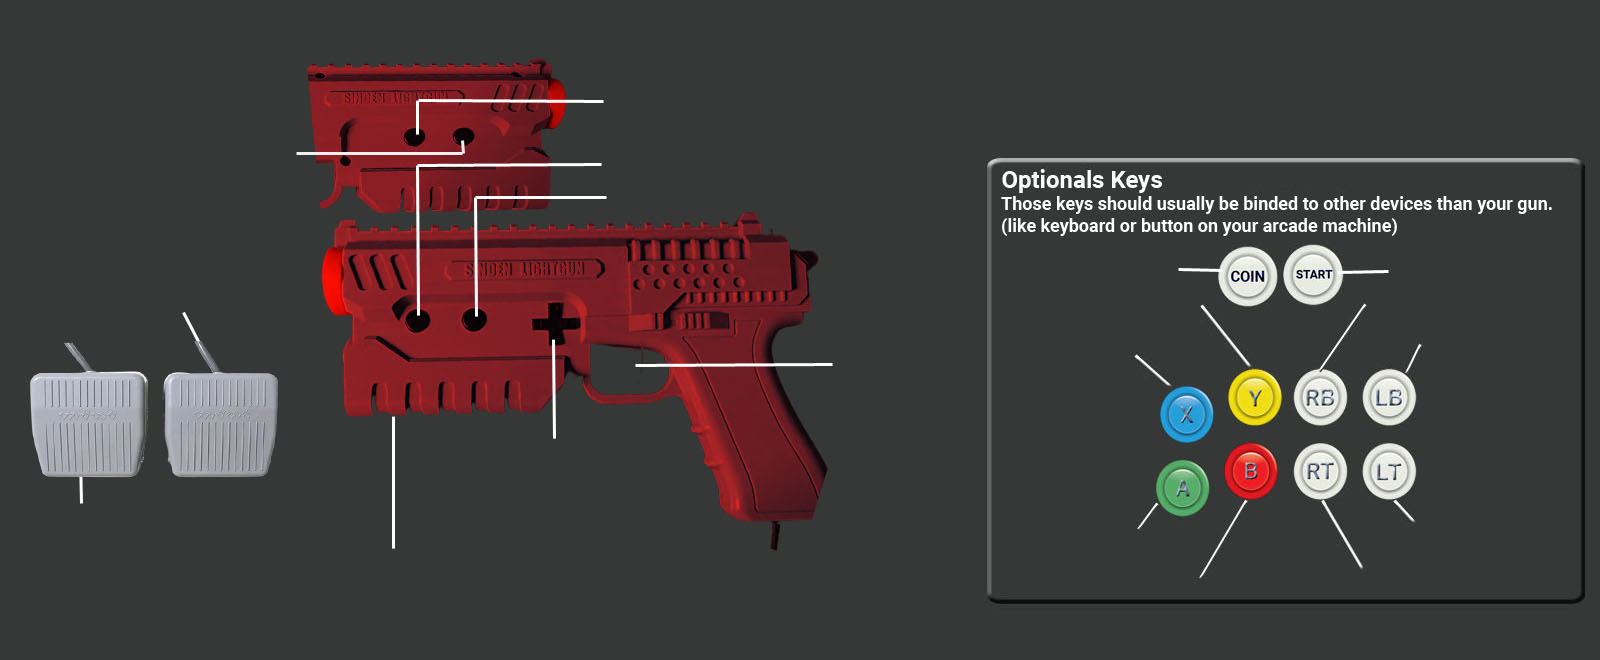 SINDEN LIGHTGUN
SINDEN LIGHTGUN
Optionals Keys
Those keys should usually be binded to other devices than your gun.
(like keyboard or button on your arcade machine)
COIN START
X Y RB LB
A B RT LT